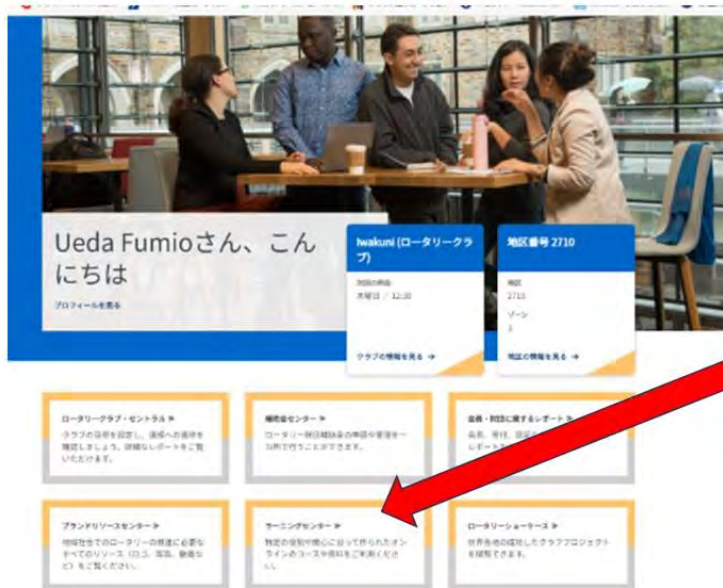 Ueda Fumioさん、こん
にちは
プロフィールを見る
Iwakuni (ロータリークラ
ブ)
木曜日 / 12:30
クラブの情報を見る →
地区番号 2710
地区
2710
ゾーン
3
地区の情報を見る →
ロータリークラブ・セントラル
クラブの目標を設定し、目標への進捗を
確認しましょう。詳細なレポートをご覧
いただけます。
補助金センター
ロータリー財団補助金の申請や管理を一
か所で行うことができます。
会員・財団に関するレポート
会員、寄付、認証
レポート
ブランドリソースセンター
地域社会でのロータリーの推進に必要な
すべてのリソース（ロゴ、写真、動画な
ど）をご覧ください。
ラーニングセンター
特定の役割や関心に沿って作られたオン
ラインのコースや資料をご利用くださ
い。
ロータリーショーケース
世界各地の成功したクラブプロジェクト
を閲覧できます。